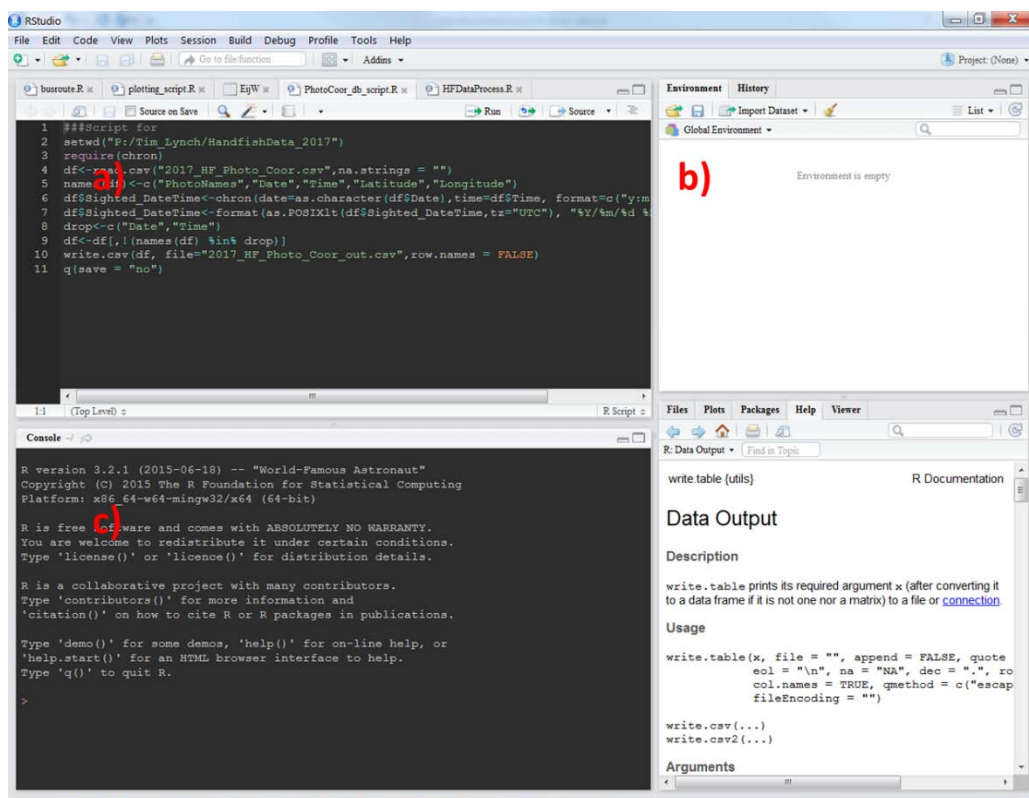 RStudio
File Edit Code View Plots Session Build Debug Profile Tools Help
Go to file/function Addins Project: (None)
busroute.R plotting_script.R EijW PhotoCoor_db_script.R HFDataProcess.R
Source on Save Run Source
1 ###Script for
2 setwd("P:/Tim_Lynch/HandfishData_2017")
3 require(chron)
4 df<-read.csv("2017_HF_Photo_Coor.csv",na.strings = "")
5 names(df)<-c("PhotoNames","Date","Time","Latitude","Longitude")
6 df$Sighted_DateTime<-chron(date=as.character(df$Date),time=df$Time, format=c("y:m
7 df$Sighted_DateTime<-format(as.POSIXlt(df$Sighted_DateTime,tz="UTC"), "%Y/%m/%d %
8 drop<-c("Date","Time")
9 df<-df[,!(names(df) %in% drop)]
10 write.csv(df, file="2017_HF_Photo_Coor_out.csv",row.names = FALSE)
11 q(save = "no")
a)
1:1 (Top Level) R Script
Console
R version 3.2.1 (2015-06-18) -- "World-Famous Astronaut"
Copyright (C) 2015 The R Foundation for Statistical Computing
Platform: x86_64-w64-mingw32/x64 (64-bit)
R is free software and comes with ABSOLUTELY NO WARRANTY.
You are welcome to redistribute it under certain conditions.
Type 'license()' or 'licence()' for distribution details.
R is a collaborative project with many contributors.
Type 'contributors()' for more information and
'citation()' on how to cite R or R packages in publications.
Type 'demo()' for some demos, 'help()' for on-line help, or
'help.start()' for an HTML browser interface to help.
Type 'q()' to quit R.
>
c)
Environment History
Import Dataset List
Global Environment
b)
Environment is empty
Files Plots Packages Help Viewer
R: Data Output Find in Topic
write.table {utils} R Documentation
Data Output
Description
write.table prints its required argument x (after converting it
to a data frame if it is not one nor a matrix) to a file or connection.
Usage
write.table(x, file = "", append = FALSE, quote
eol = "\n", na = "NA", dec = ".", ro
col.names = TRUE, qmethod = c("escap
fileEncoding = "")
write.csv(...)
write.csv2(...)
Arguments